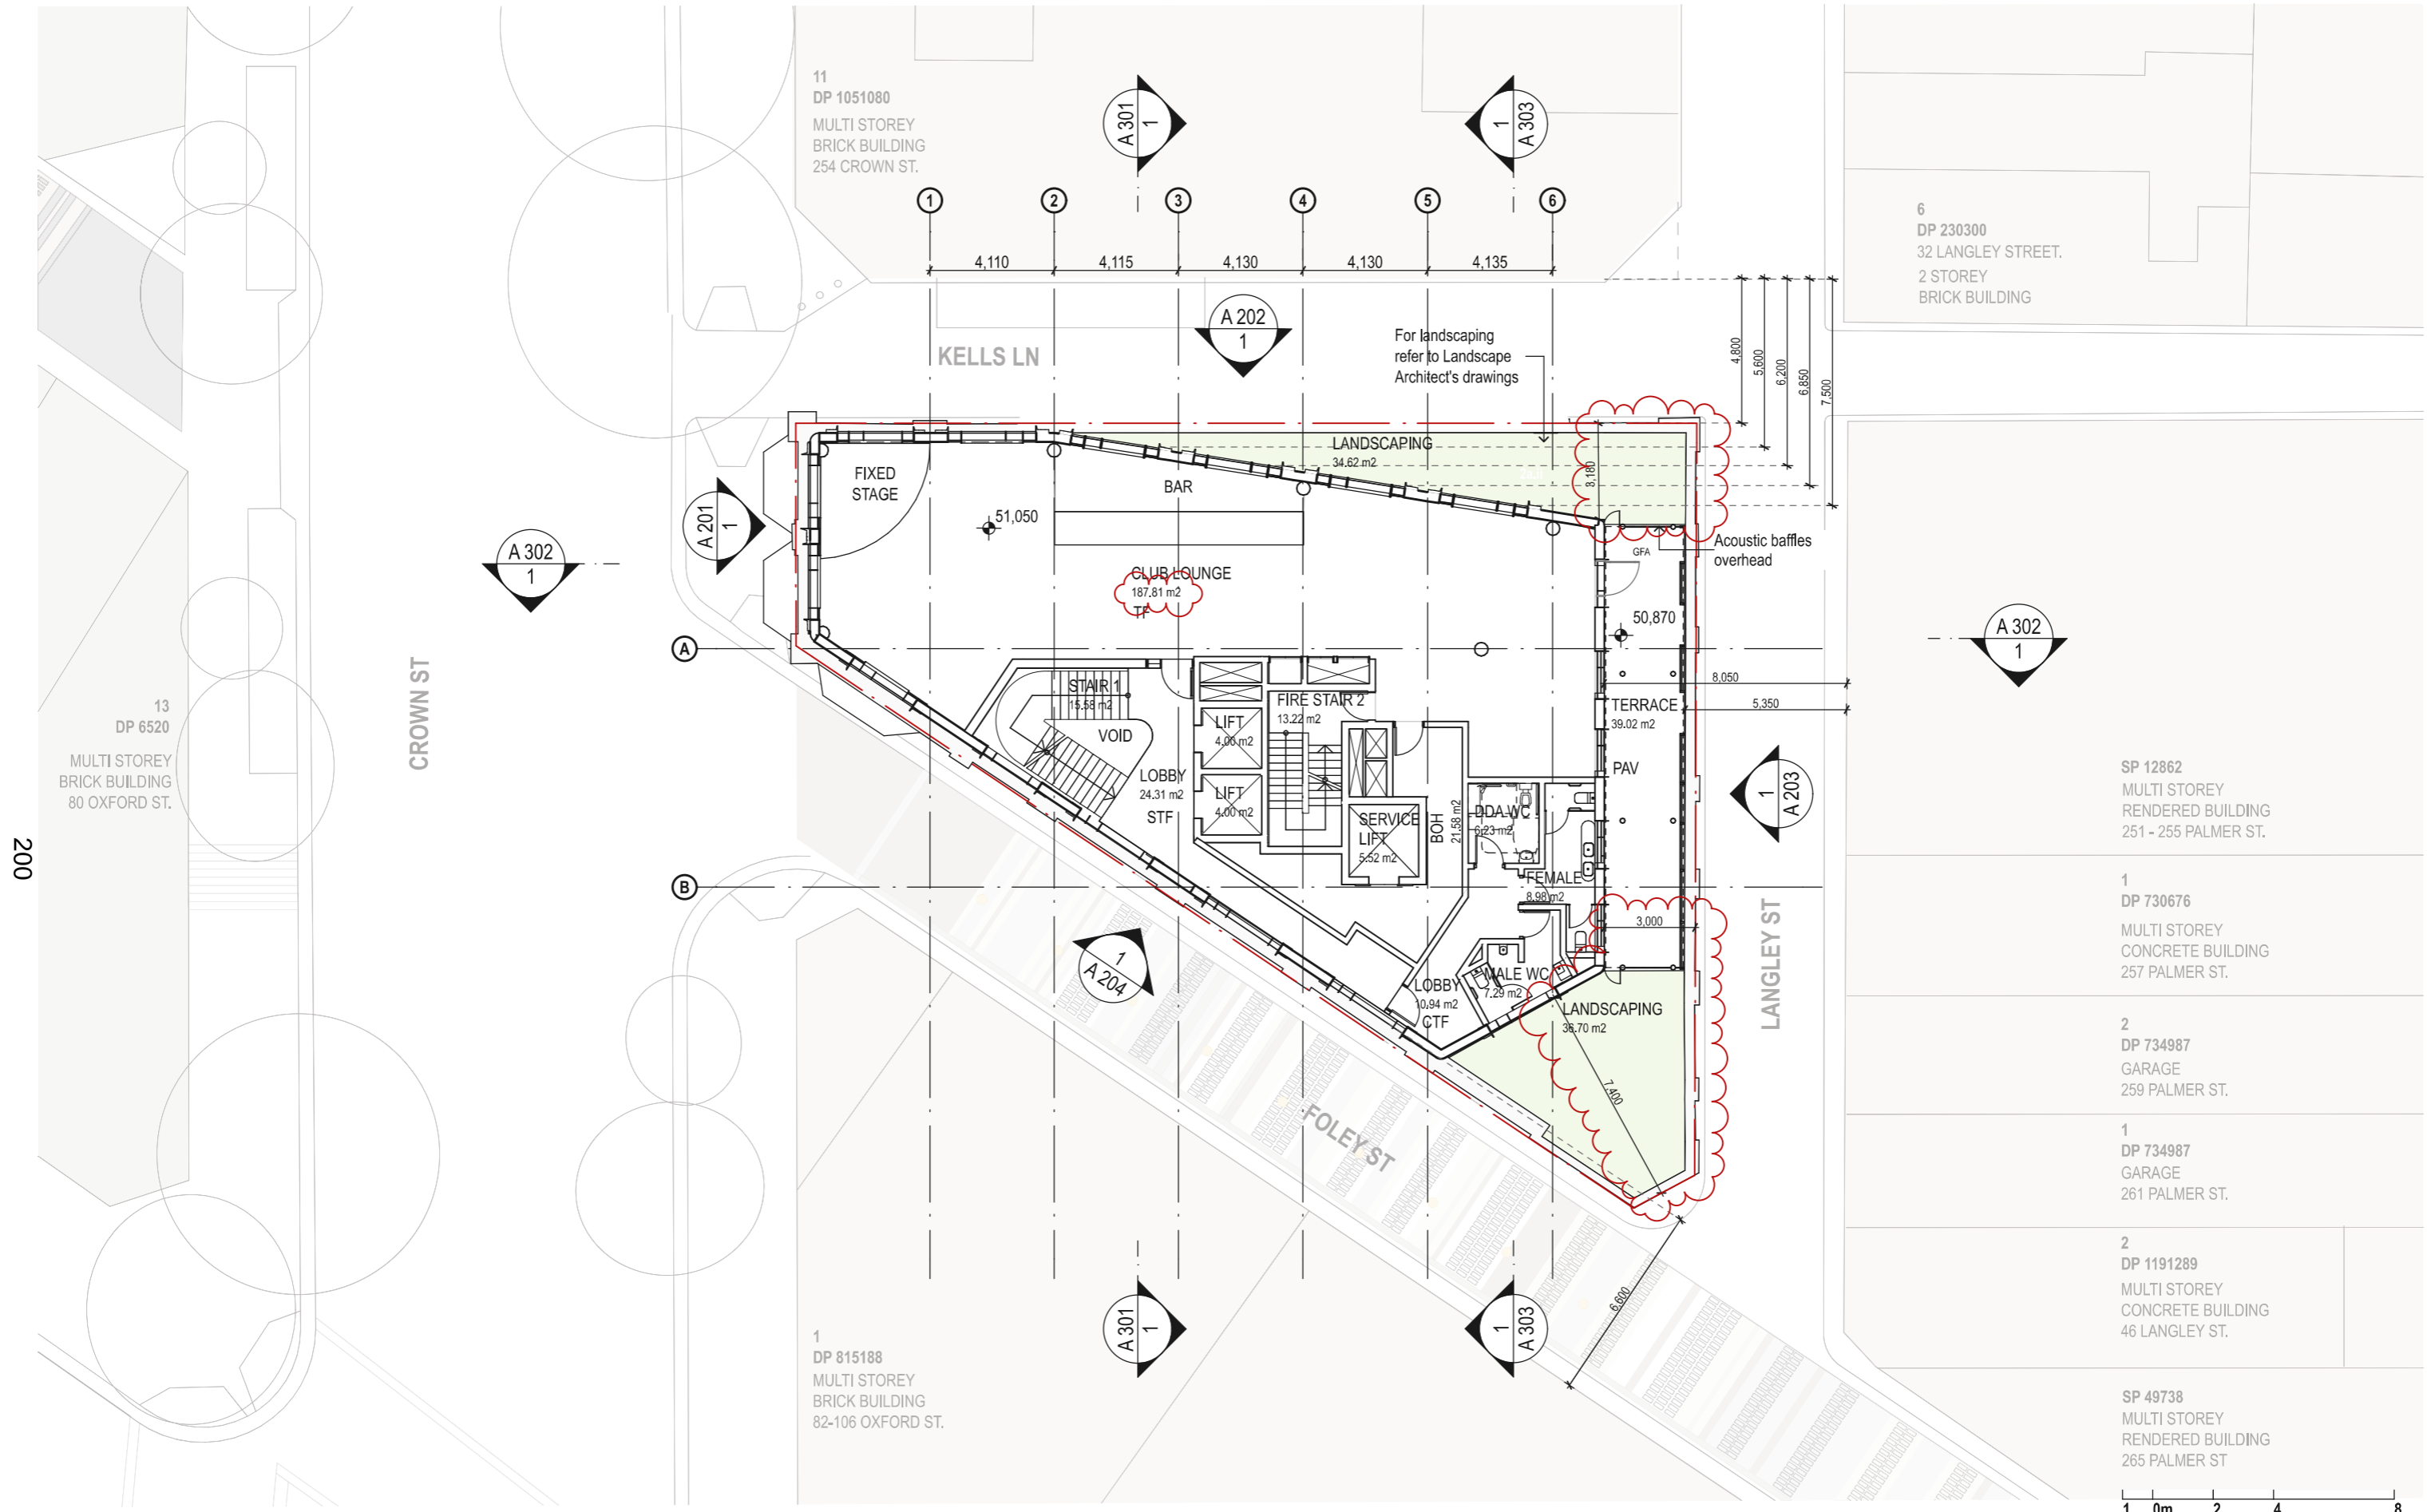 11
DP 1051080
MULTI STOREY
BRICK BUILDING
254 CROWN ST.
A 301
1
1
A 303
1
2
3
4
5
6
4,110
4,115
4,130
4,130
4,135
6
DP 230300
32 LANGLEY STREET.
2 STOREY
BRICK BUILDING
A 202
1
KELLS LN
For landscaping
refer to Landscape
Architect's drawings
4,800
5,600
6,200
6,850
7,500
LANDSCAPING
34.62 m2
3,180
FIXED
STAGE
BAR
51,050
A 201
1
A 302
1
GFA
Acoustic baffles
overhead
CLUB LOUNGE
187.81 m2
TF
50,870
A 302
1
A
8,050
5,350
TERRACE
39.02 m2
PAV
STAIR 1
15.58 m2
VOID
LIFT
4.00 m2
FIRE STAIR 2
13.22 m2
LOBBY
24.31 m2
STF
LIFT
4.00 m2
SERVICE
LIFT
5.52 m2
BOH
21.58 m2
DDA WC
6.23 m2
FEMALE
8.98 m2
1
A 203
13
DP 6520
MULTI STOREY
BRICK BUILDING
80 OXFORD ST.
CROWN ST
200
SP 12862
MULTI STOREY
RENDERED BUILDING
251 - 255 PALMER ST.
B
3,000
1
DP 730676
MULTI STOREY
CONCRETE BUILDING
257 PALMER ST.
1
A 204
LOBBY
10.94 m2
CTF
MALE WC
7.29 m2
LANDSCAPING
36.70 m2
LANGLEY ST
7,400
2
DP 734987
GARAGE
259 PALMER ST.
FOLEY ST
1
DP 734987
GARAGE
261 PALMER ST.
2
DP 1191289
MULTI STOREY
CONCRETE BUILDING
46 LANGLEY ST.
6,600
A 301
1
1
A 303
1
DP 815188
MULTI STOREY
BRICK BUILDING
82-106 OXFORD ST.
SP 49738
MULTI STOREY
RENDERED BUILDING
265 PALMER ST
1 0m 2 4 8